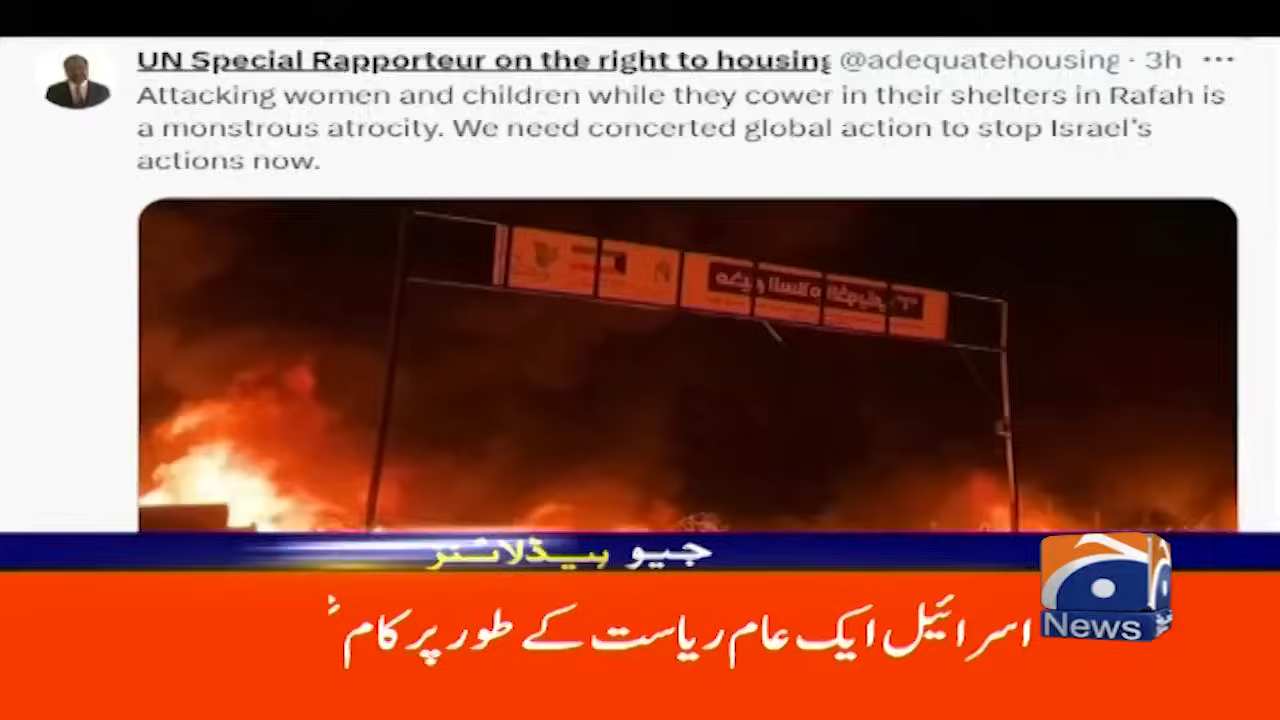 UN Special Rapporteur on the right to housing @adequatehousing · 3h ···
Attacking women and children while they cower in their shelters in Rafah is
a monstrous atrocity. We need concerted global action to stop Israel's
actions now.
جیو ہیڈلائنز
اسرائیل ایک عام ریاست کے طور پر کام
News